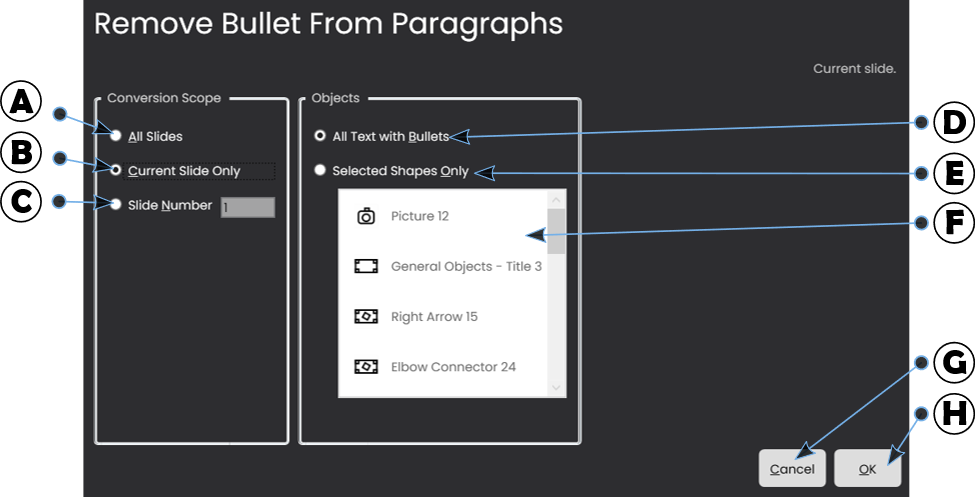 Remove Bullet From Paragraphs
Current slide.
Conversion Scope
Objects
A
All Slides
All Text with Bullets
D
B
Current Slide Only
Selected Shapes Only
E
C
Slide Number 1
Picture 12
F
General Objects - Title 3
Right Arrow 15
Elbow Connector 24
G
H
Cancel
OK